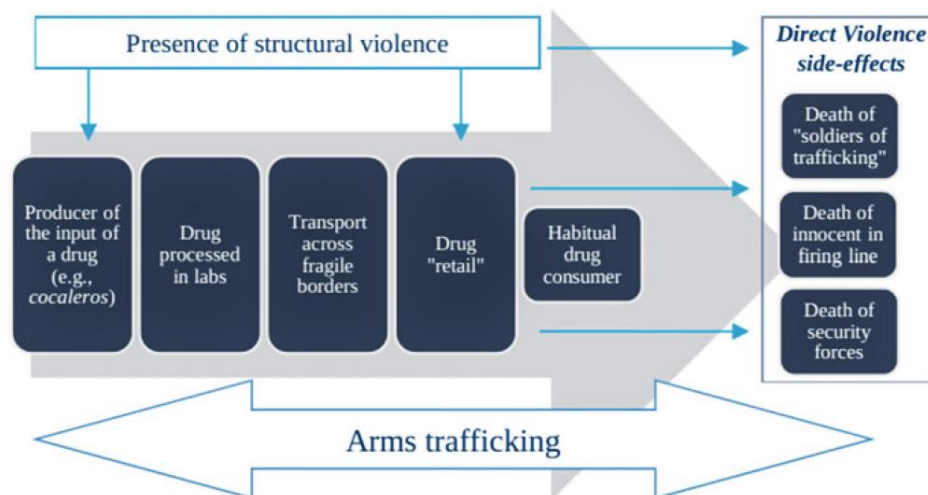 Presence of structural violence
Direct Violence
side-effects
Producer of
the input of
a drug
(e.g.,
cocaleros)
Drug
processed
in labs
Transport
across
fragile
borders
Drug
"retail"
Habitual
drug
consumer
Death of
"soldiers of
trafficking"
Death of
innocent in
firing line
Death of
security
forces
Arms trafficking